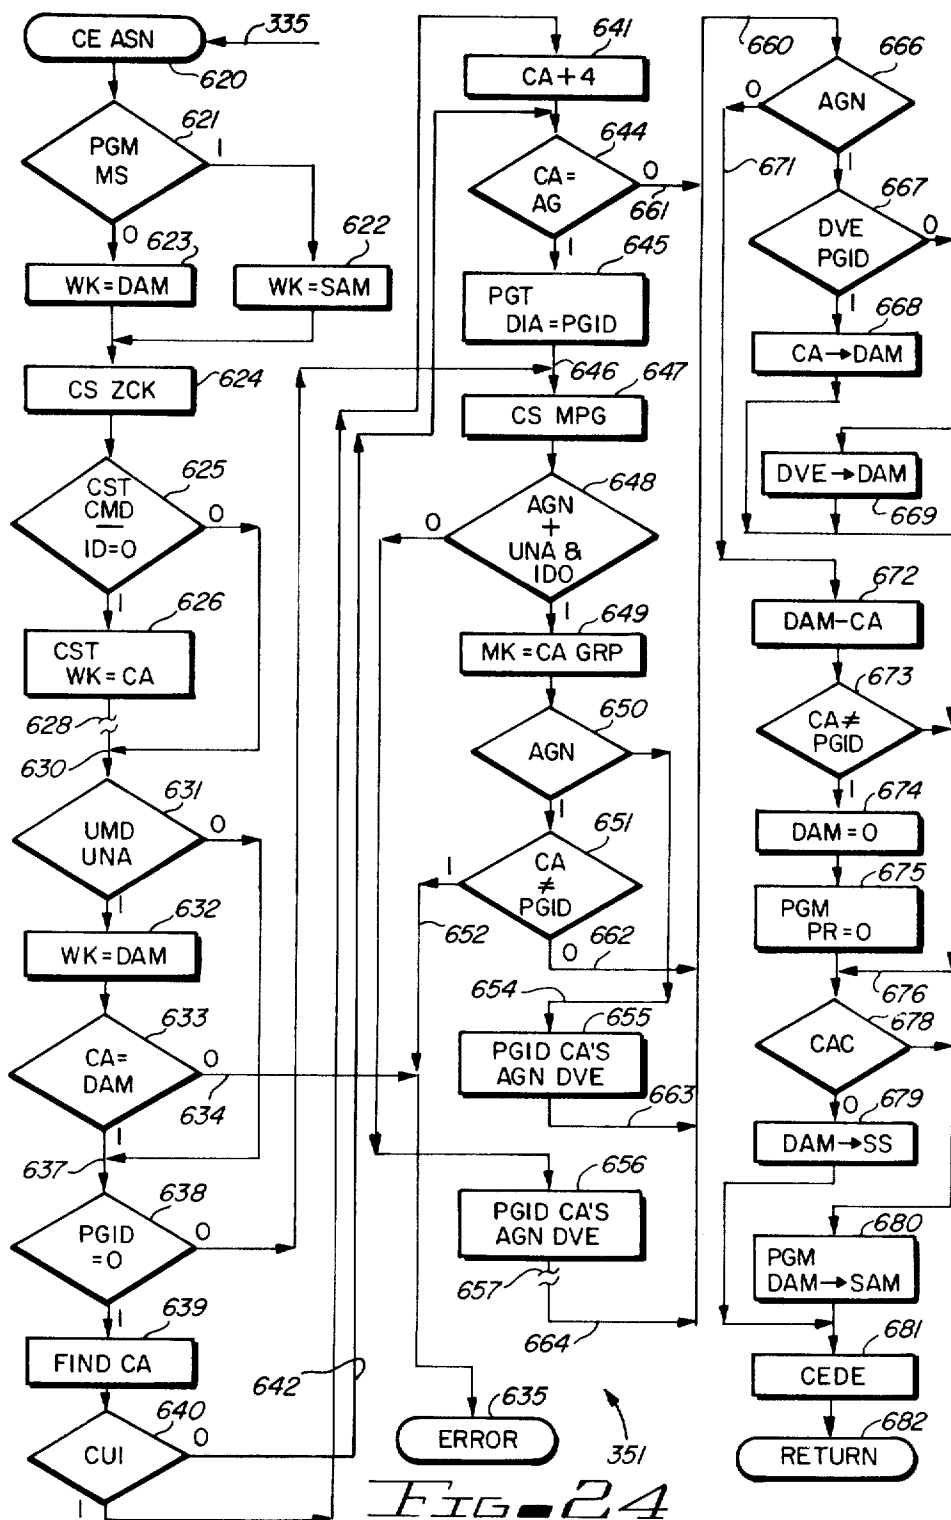 CE ASN
335
620
621
PGM
MS
1
0
623
WK=DAM
622
WK=SAM
CS ZCK
624
625
CST
CMD
ID=0
0
1
626
CST
WK=CA
628
630
631
UMD
UNA
0
1
632
WK=DAM
633
CA=
DAM
0
634
1
637
638
PGID
=0
0
1
639
FIND CA
640
CUI
0
1
642
641
CA+4
644
CA=
AG
0
661
1
645
PGT
DIA=PGID
646
647
CS MPG
648
AGN
+
UNA &
IDO
0
1
649
MK=CA GRP
650
AGN
1
651
CA
≠
PGID
1
652
0
662
654
655
PGID CA'S
AGN DVE
663
656
PGID CA'S
AGN DVE
657
664
635
ERROR
351
660
666
AGN
0
671
1
667
DVE
PGID
0
1
668
CA→DAM
DVE→DAM
669
672
DAM-CA
673
CA≠
PGID
1
674
DAM=0
675
PGM
PR=0
676
678
CAC
0
679
DAM→SS
680
PGM
DAM→SAM
681
CEDE
682
RETURN
FIG-24